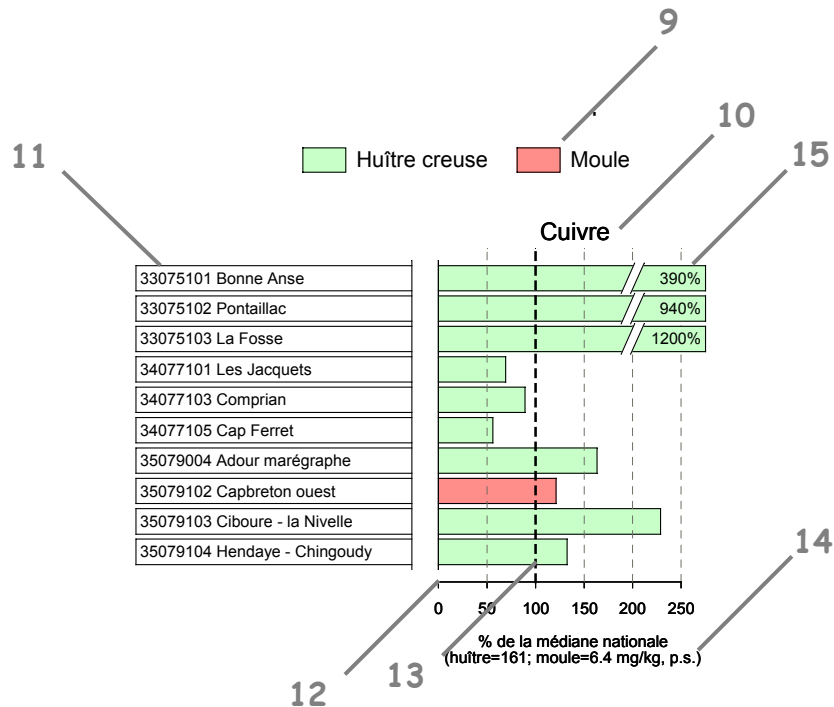 9
10
11
15
Huître creuse Moule
Cuivre
33075101 Bonne Anse 390%
33075102 Pontaillac 940%
33075103 La Fosse 1200%
34077101 Les Jacquets
34077103 Comprian
34077105 Cap Ferret
35079004 Adour marégraphe
35079102 Capbreton ouest
35079103 Ciboure - la Nivelle
35079104 Hendaye - Chingoudy
14
0 50 100 150 200 250
% de la médiane nationale
(huître=161; moule=6.4 mg/kg, p.s.)
13
12